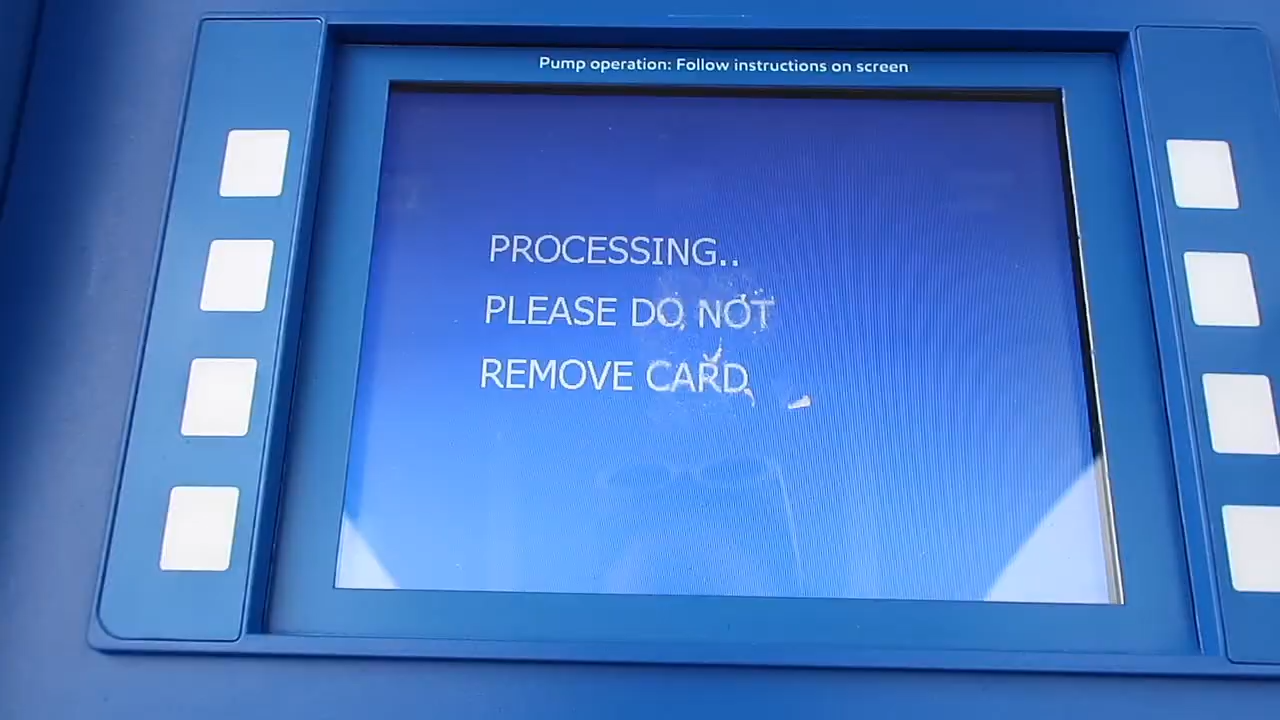 Pump operation: Follow instructions on screen
PROCESSING..
PLEASE DO NOT
REMOVE CARD